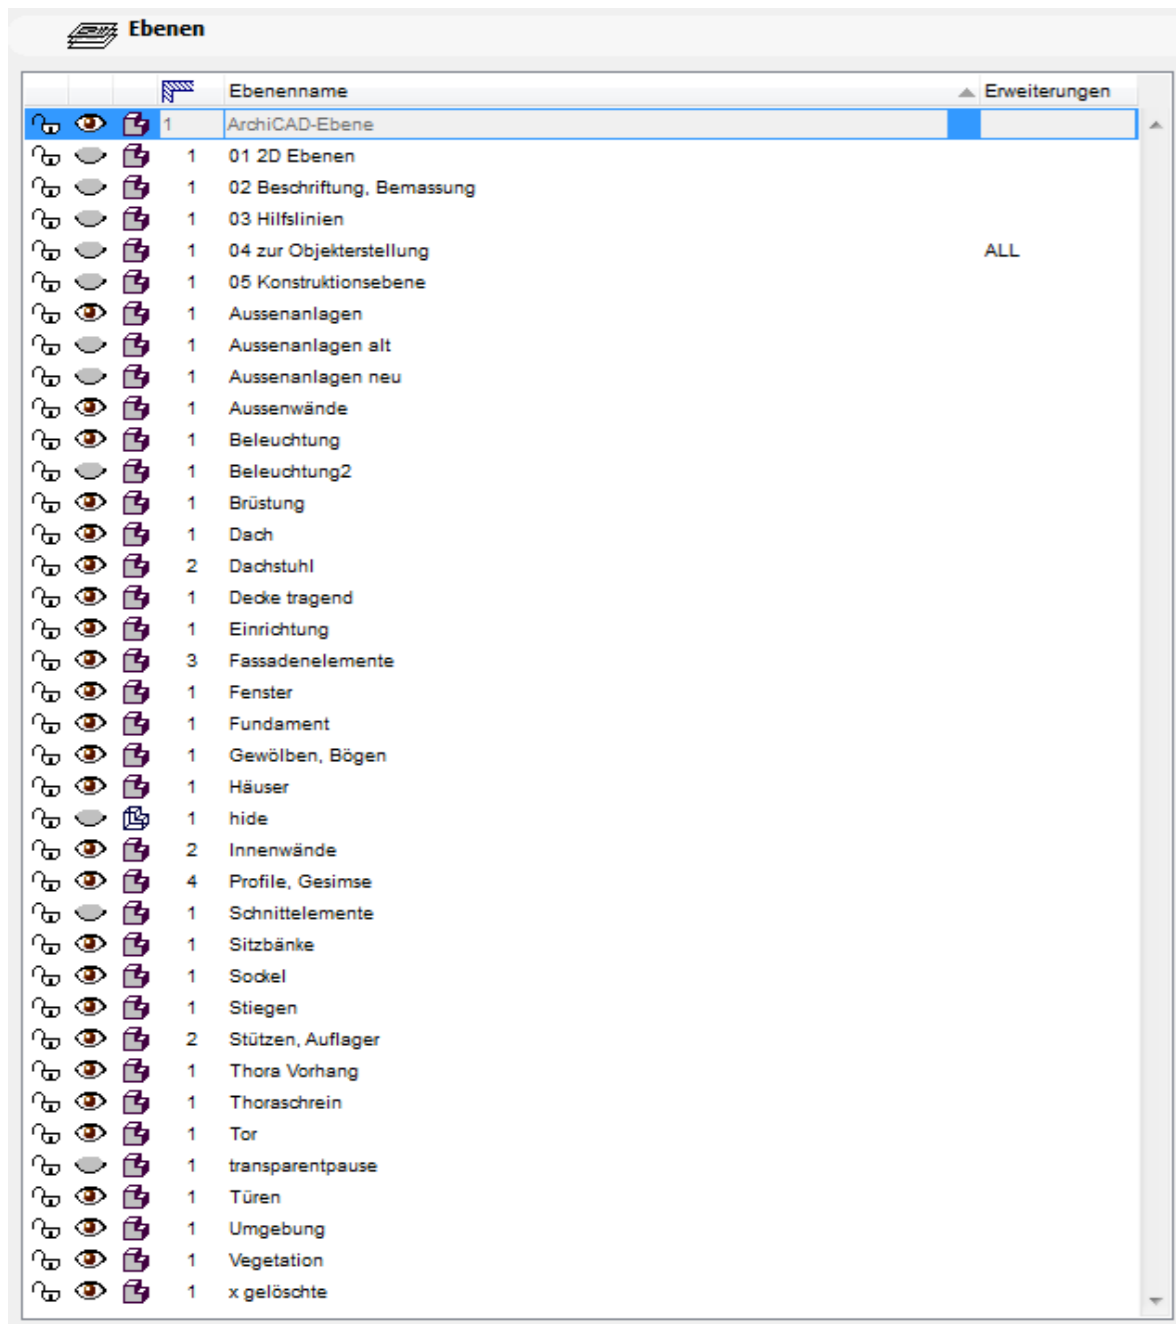 Ebenen
Ebenenname Erweiterungen
1 ArchiCAD-Ebene
1 01 2D Ebenen
1 02 Beschriftung, Bemassung
1 03 Hilfslinien
1 04 zur Objekterstellung ALL
1 05 Konstruktionsebene
1 Aussenanlagen
1 Aussenanlagen alt
1 Aussenanlagen neu
1 Aussenwände
1 Beleuchtung
1 Beleuchtung2
1 Brüstung
1 Dach
2 Dachstuhl
1 Decke tragend
1 Einrichtung
3 Fassadenelemente
1 Fenster
1 Fundament
1 Gewölben, Bögen
1 Häuser
1 hide
2 Innenwände
4 Profile, Gesimse
1 Schnittelemente
1 Sitzbänke
1 Sockel
1 Stiegen
2 Stützen, Auflager
1 Thora Vorhang
1 Thoraschrein
1 Tor
1 transparentpause
1 Türen
1 Umgebung
1 Vegetation
1 x gelöschte